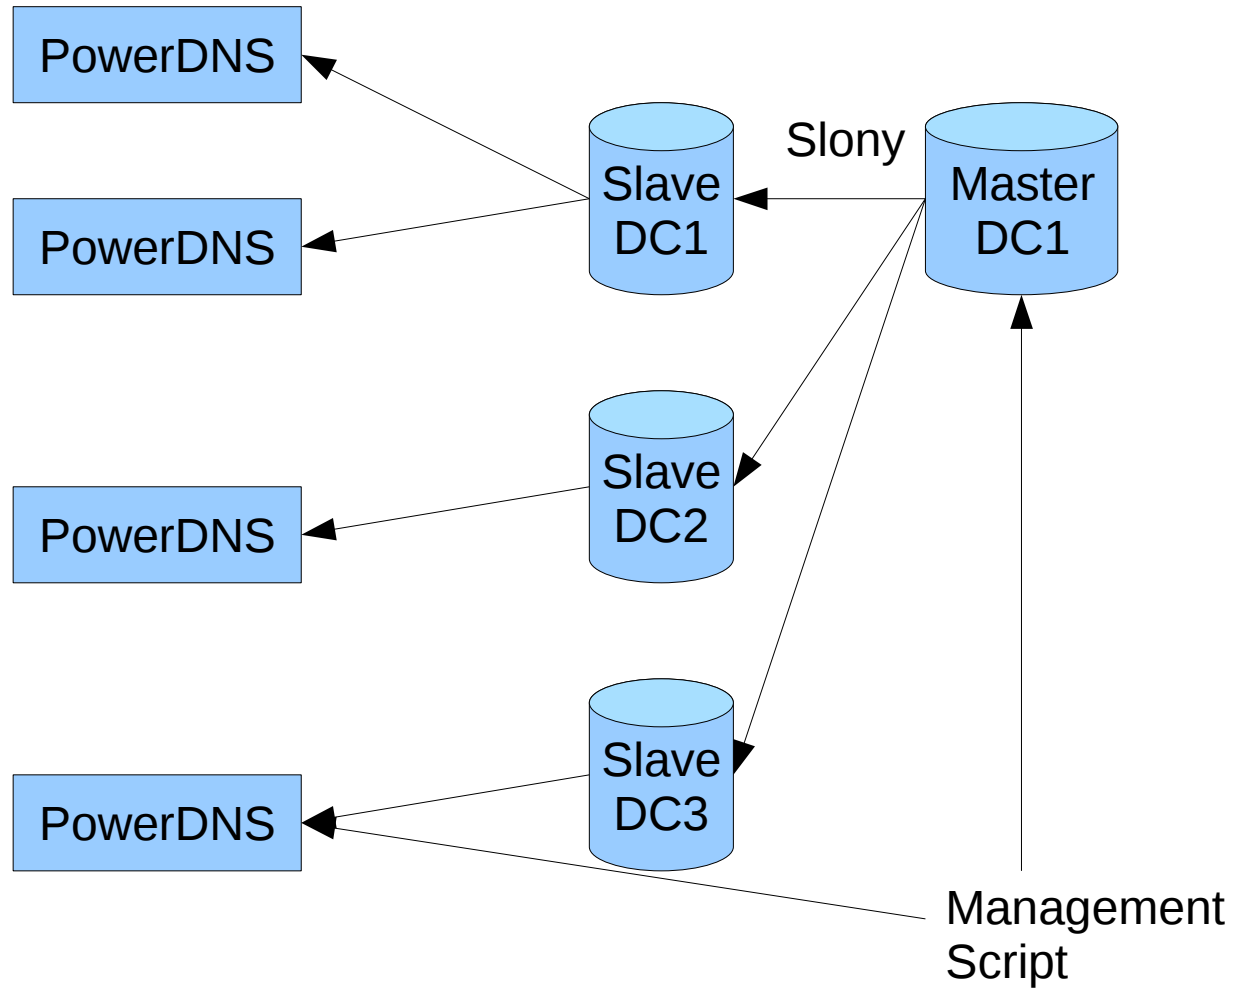 PowerDNS
Slony
Slave
DC1
Master
DC1
PowerDNS
Slave
DC2
PowerDNS
Slave
DC3
PowerDNS
Management
Script